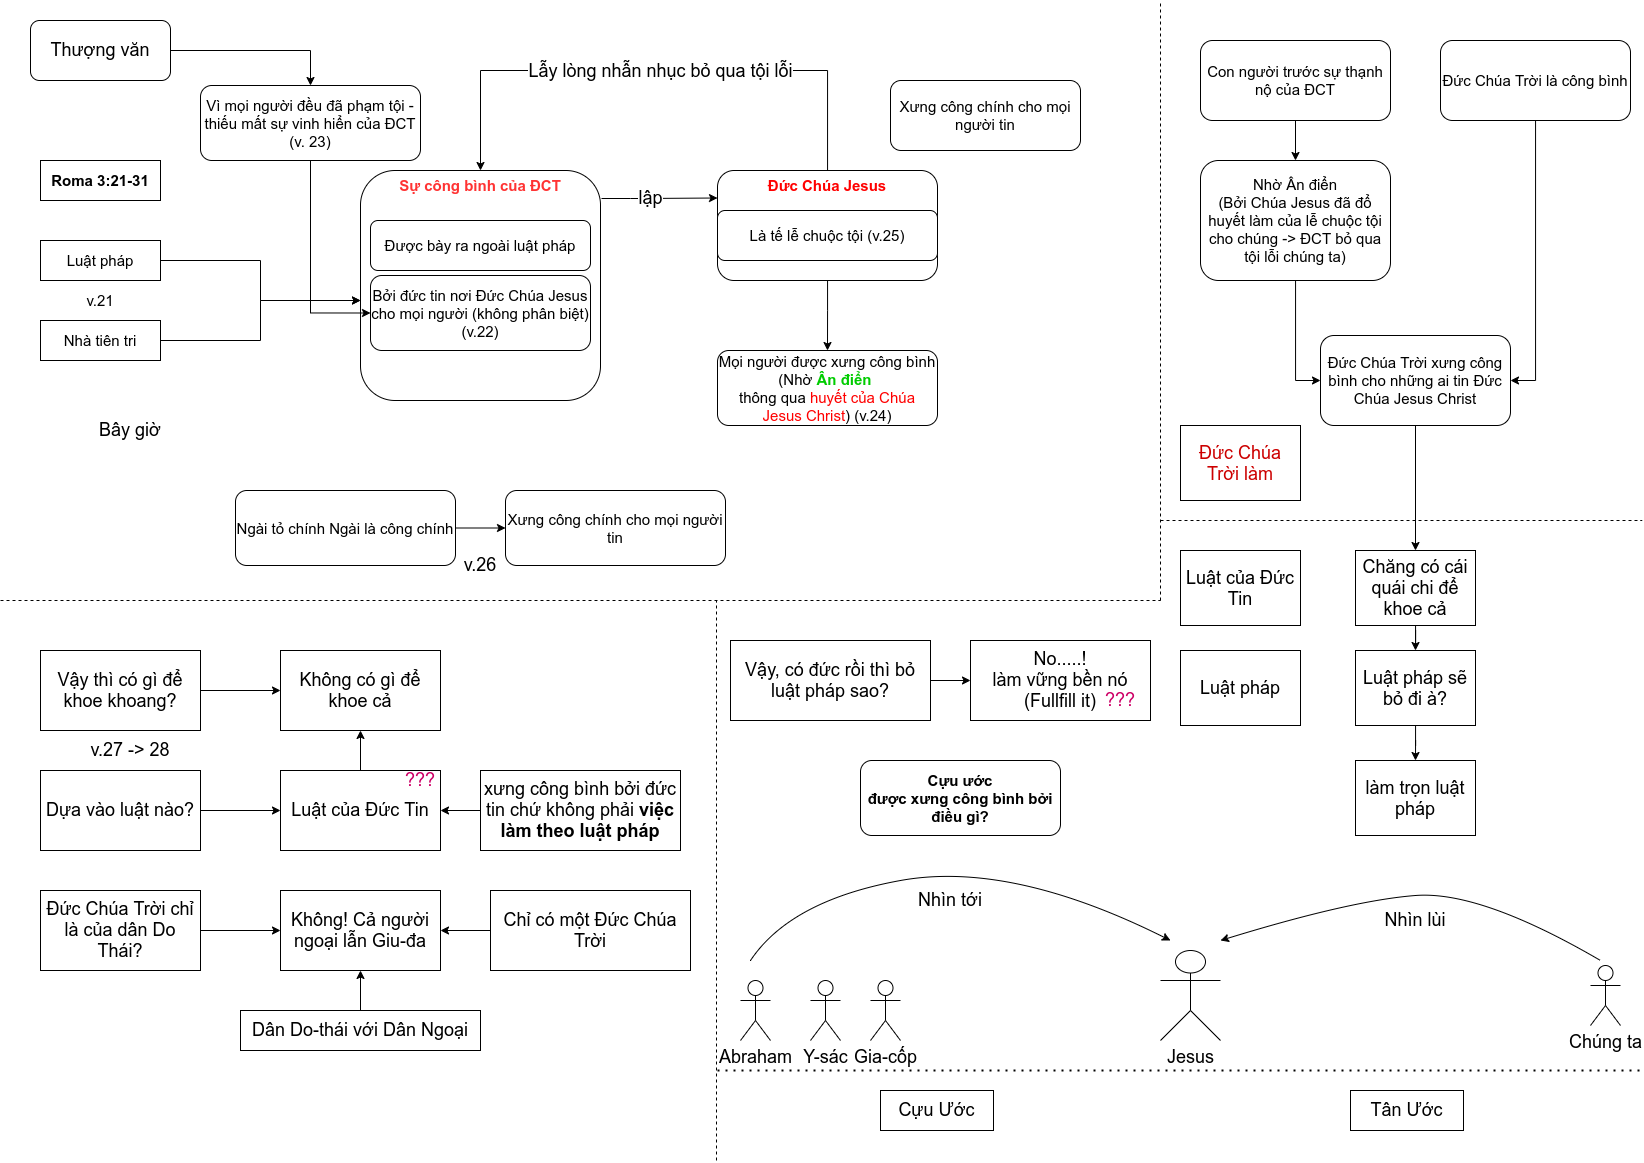 Thượng văn
Vì mọi người đều đã phạm tội -
thiếu mất sự vinh hiển của ĐCT
(v. 23)
Lấy lòng nhẫn nhục bỏ qua tội lỗi
Xưng công chính cho mọi
người tin
Roma 3:21-31
Luật pháp
v.21
Nhà tiên tri
Sự công bình của ĐCT
Được bày ra ngoài luật pháp
Bởi đức tin nơi Đức Chúa Jesus
cho mọi người (không phân biệt)
(v.22)
lập
Đức Chúa Jesus
Là tế lễ chuộc tội (v.25)
Mọi người được xưng công bình
(Nhờ Ân điển
thông qua huyết của Chúa
Jesus Christ) (v.24)
Bây giờ
Ngài tỏ chính Ngài là công chính
v.26
Xưng công chính cho mọi người
tin
Con người trước sự thạnh
nộ của ĐCT
Đức Chúa Trời là công bình
Nhờ Ân điển
(Bởi Chúa Jesus đã đổ
huyết làm của lễ chuộc tội
cho chúng -> ĐCT bỏ qua
tội lỗi chúng ta)
Đức Chúa Trời xưng công
bình cho những ai tin Đức
Chúa Jesus Christ
Đức Chúa
Trời làm
Luật của Đức
Tin
Chăng có cái
quái chi để
khoe cả
Luật pháp
Luật pháp sẽ
bỏ đi à?
làm trọn luật
pháp
Vậy thì có gì để
khoe khoang?
Không có gì để
khoe cả
v.27 -> 28
Dựa vào luật nào?
???
Luật của Đức Tin
xưng công bình bởi đức
tin chứ không phải việc
làm theo luật pháp
Đức Chúa Trời chỉ
là của dân Do
Thái?
Không! Cả người
ngoại lẫn Giu-đa
Chỉ có một Đức Chúa
Trời
Dân Do-thái với Dân Ngoại
Vậy, có đức rồi thì bỏ
luật pháp sao?
No.....!
làm vững bền nó
(Fullfill it) ???
Cựu ước
được xưng công bình bởi
điều gì?
Nhìn tới
Nhìn lùi
Abraham
Y-sác
Gia-cốp
Jesus
Chúng ta
Cựu Ước
Tân Ước